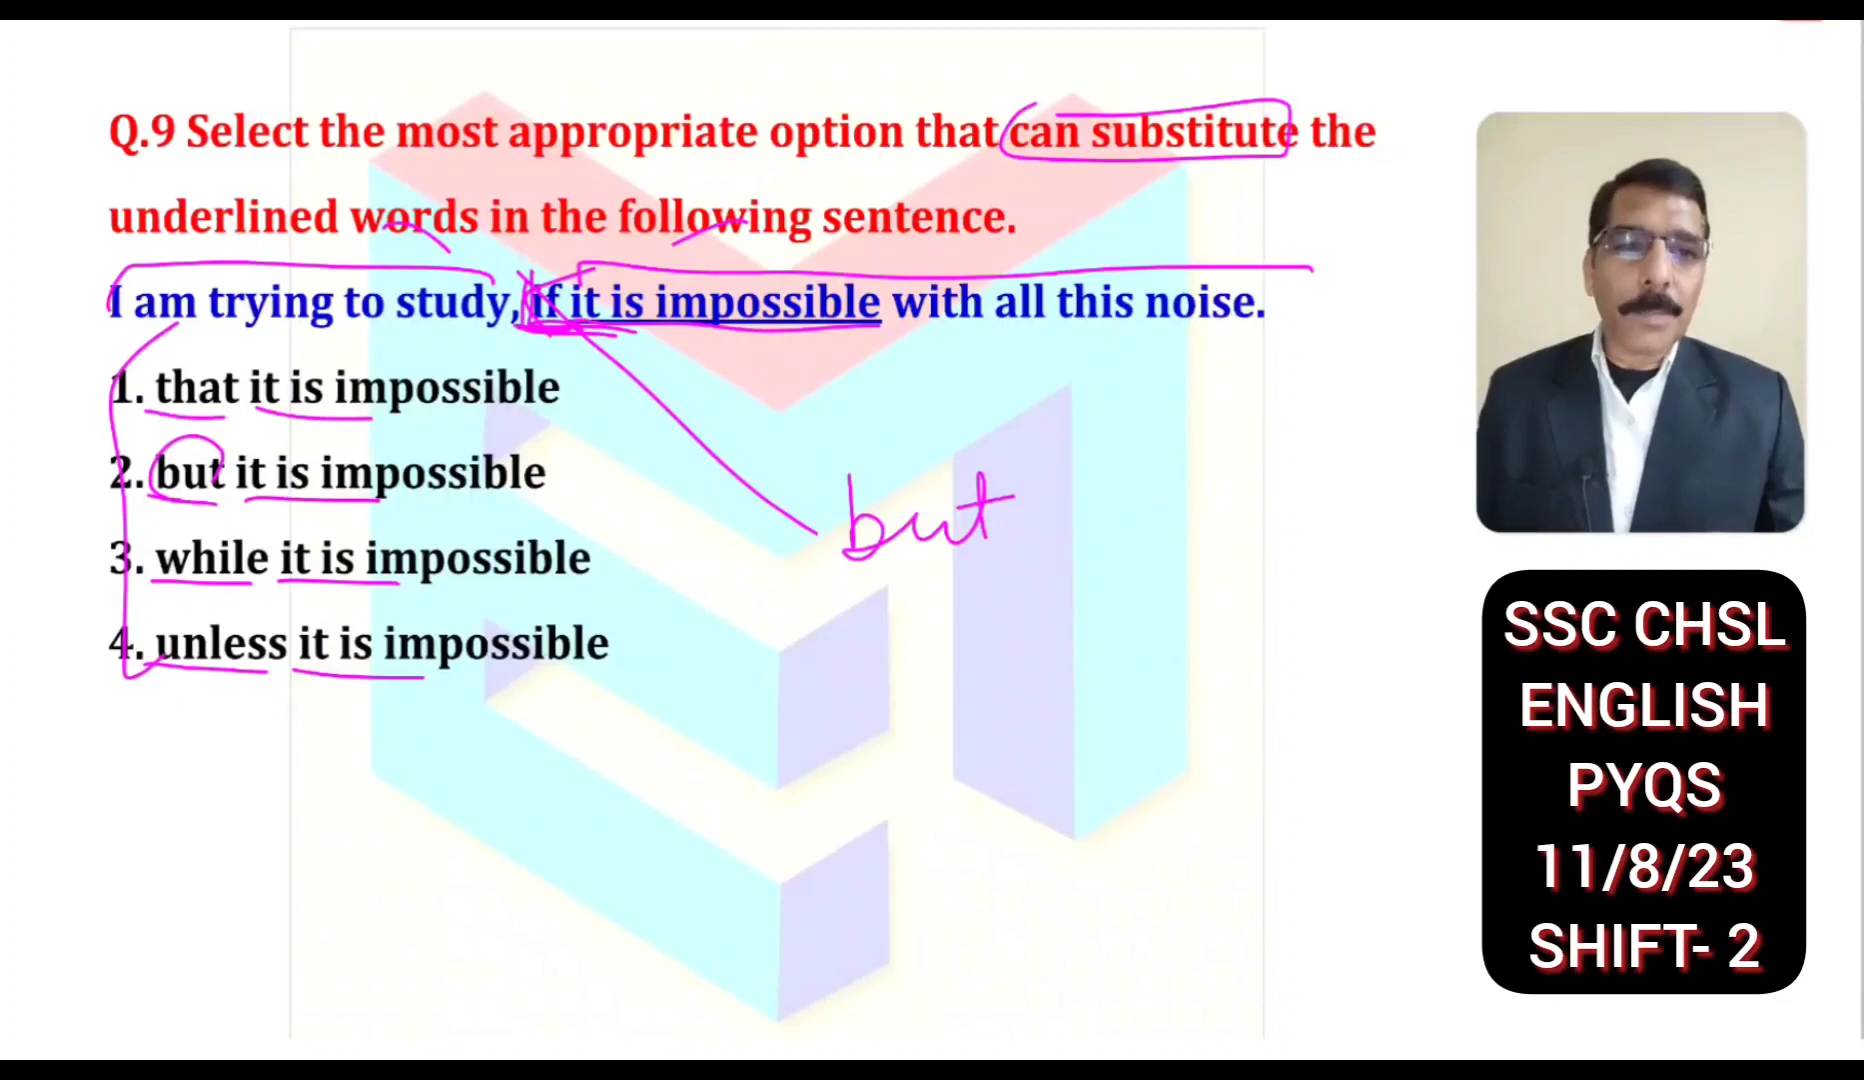 Q.9 Select the most appropriate option that can substitute the
underlined words in the following sentence.
I am trying to study, if it is impossible with all this noise.
1. that it is impossible
2. but it is impossible
3. while it is impossible
4. unless it is impossible
but
SSC CHSL
ENGLISH
PYQS
11/8/23
SHIFT- 2